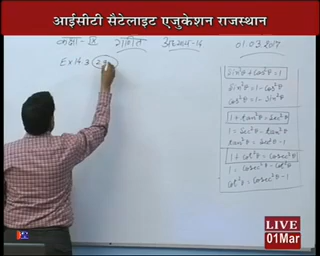 आईसीटी सैटेलाइट एजुकेशन राजस्थान
कक्षा- IX गणित अध्याय-14 01.03.2017
Ex 14.3
sin²θ + cos²θ = 1
sin²θ = 1 - cos²θ
cos²θ = 1 - sin²θ
1 + tan²θ = sec²θ
1 = sec²θ - tan²θ
tan²θ = sec²θ - 1
1 + cot²θ = cosec²θ
1 = cosec²θ - cot²θ
cot²θ = cosec²θ - 1
LIVE
01Mar